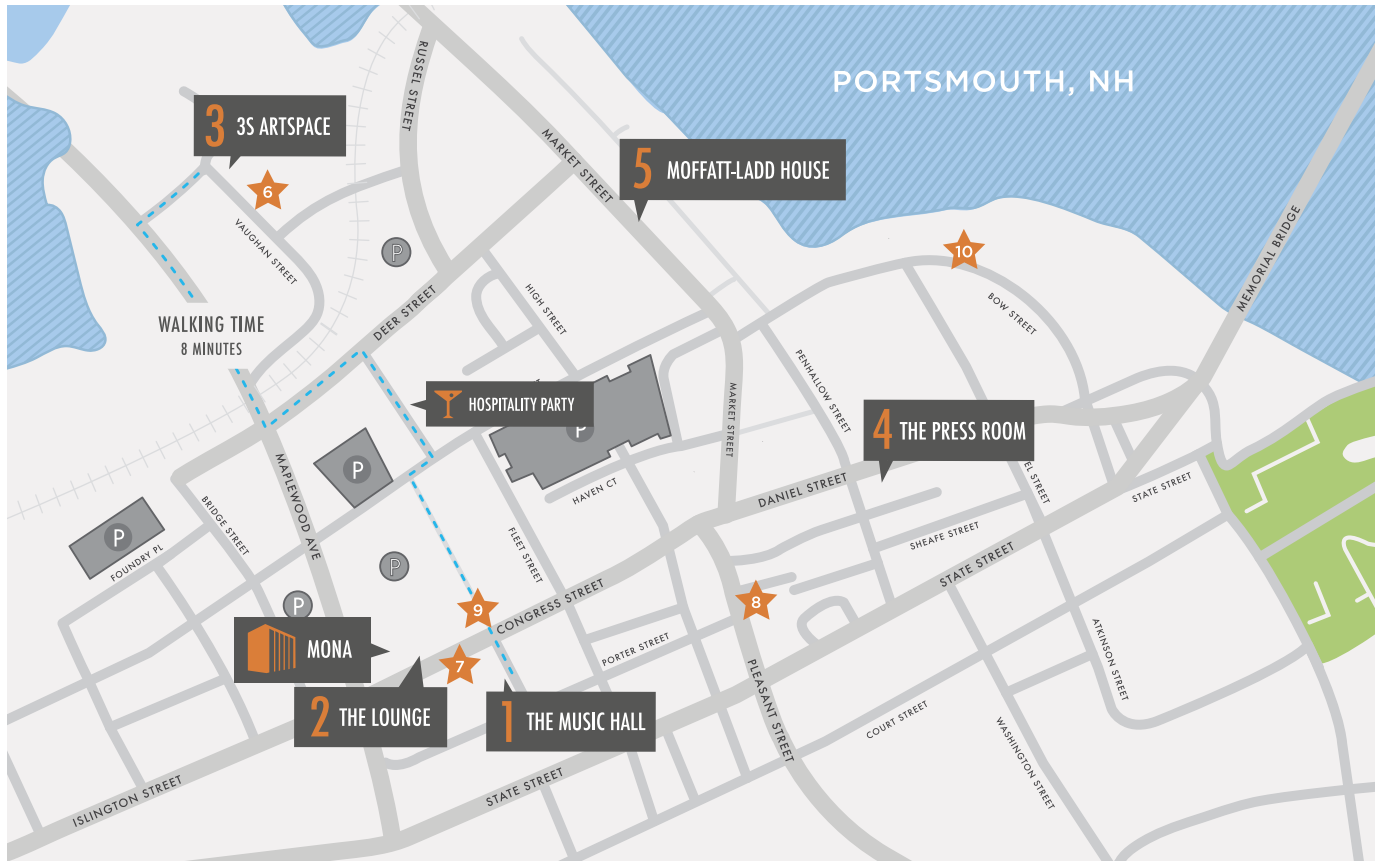 PORTSMOUTH, NH
RUSSEL STREET
MARKET STREET
3 3S ARTSPACE
5 MOFFATT-LADD HOUSE
6
VAUGHAN STREET
P
10
BOW STREET
MEMORIAL BRIDGE
HIGH STREET
DEER STREET
WALKING TIME
8 MINUTES
PENHALLOW STREET
MARKET STREET
HOSPITALITY PARTY
P
4 THE PRESS ROOM
P
MAPLEWOOD AVE
BRIDGE STREET
HAVEN CT
DANIEL STREET
EL STREET
STATE STREET
P
FOUNDRY PL
FLEET STREET
SHEAFE STREET
P
STATE STREET
P
9
CONGRESS STREET
8
MONA
7
PORTER STREET
ATKINSON STREET
PLEASANT STREET
2 THE LOUNGE
1 THE MUSIC HALL
COURT STREET
WASHINGTON STREET
STATE STREET
ISLINGTON STREET